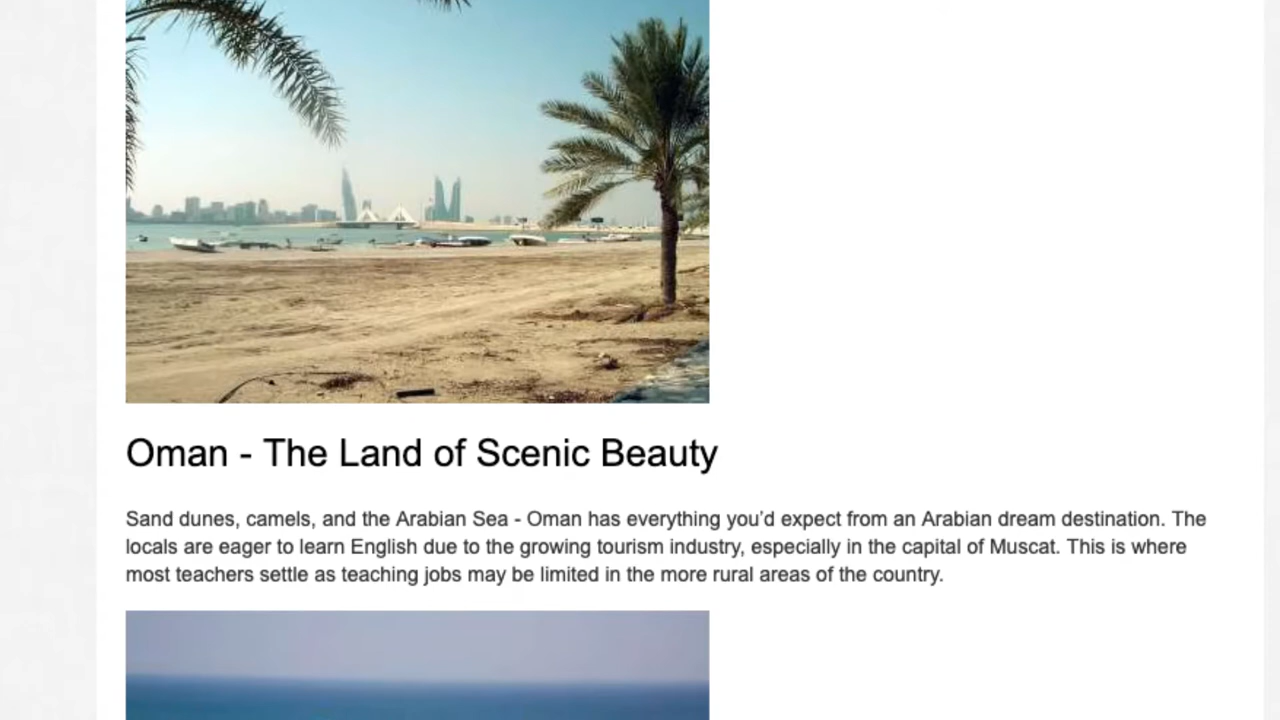 Oman - The Land of Scenic Beauty
Sand dunes, camels, and the Arabian Sea - Oman has everything you’d expect from an Arabian dream destination. The
locals are eager to learn English due to the growing tourism industry, especially in the capital of Muscat. This is where
most teachers settle as teaching jobs may be limited in the more rural areas of the country.